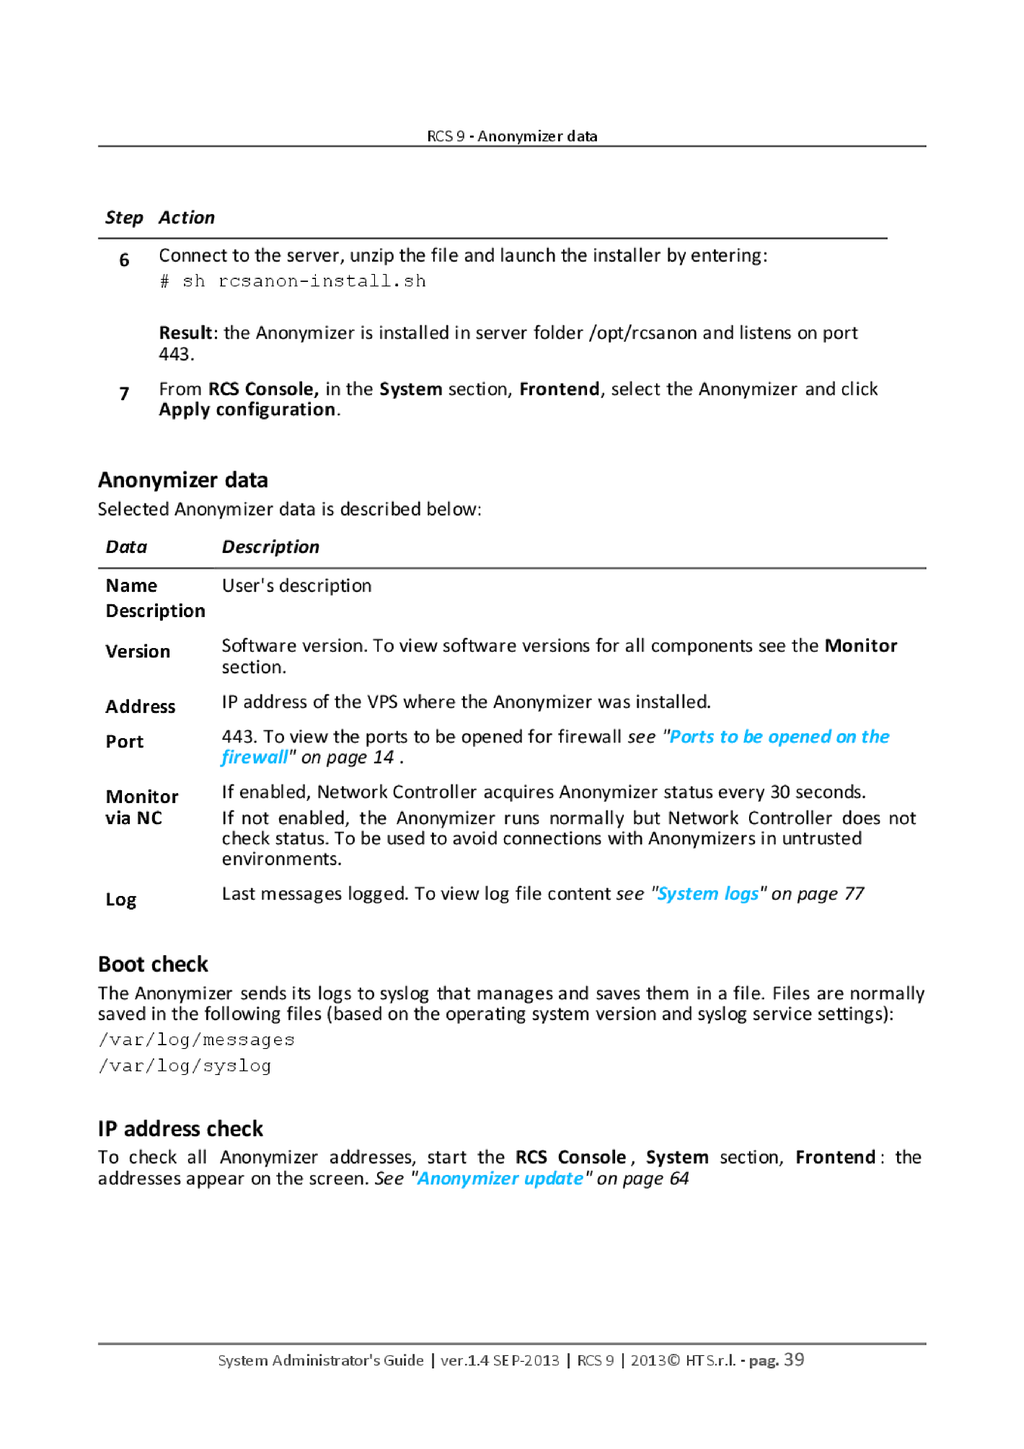 RCS 9 - Anonymizer data
Step Action
6 Connect to the server, unzip the file and launch the installer by entering:
# sh rcsanon-install.sh
Result: the Anonymizer is installed in server folder /opt/rcsanon and listens on port
443.
7 From RCS Console, in the System section, Frontend, select the Anonymizer and click
Apply configuration.
Anonymizer data
Selected Anonymizer data is described below:
Data Description
Name User's description
Description
Version Software version. To view software versions for all components see the Monitor
section.
Address IP address of the VPS where the Anonymizer was installed.
Port 443. To view the ports to be opened for firewall see "Ports to be opened on the
firewall" on page 14 .
Monitor If enabled, Network Controller acquires Anonymizer status every 30 seconds.
via NC If not enabled, the Anonymizer runs normally but Network Controller does not
check status. To be used to avoid connections with Anonymizers in untrusted
environments.
Log Last messages logged. To view log file content see "System logs" on page 77
Boot check
The Anonymizer sends its logs to syslog that manages and saves them in a file. Files are normally
saved in the following files (based on the operating system version and syslog service settings):
/var/log/messages
/var/log/syslog
IP address check
To check all Anonymizer addresses, start the RCS Console , System section, Frontend : the
addresses appear on the screen. See "Anonymizer update" on page 64
System Administrator's Guide | ver.1.4 SEP-2013 | RCS 9 | 2013© HT S.r.l. - pag. 39